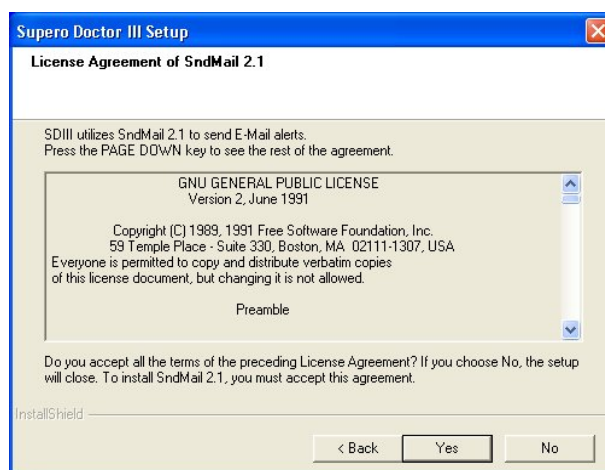 Supero Doctor III Setup
License Agreement of SndMail 2.1
SDIII utilizes SndMail 2.1 to send E-Mail alerts.
Press the PAGE DOWN key to see the rest of the agreement.
GNU GENERAL PUBLIC LICENSE
Version 2, June 1991
Copyright (C) 1989, 1991 Free Software Foundation, Inc.
59 Temple Place - Suite 330, Boston, MA  02111-1307, USA
Everyone is permitted to copy and distribute verbatim copies
of this license document, but changing it is not allowed.
Preamble
Do you accept all the terms of the preceding License Agreement? If you choose No, the setup
will close. To install SndMail 2.1, you must accept this agreement.
InstallShield
< Back Yes No